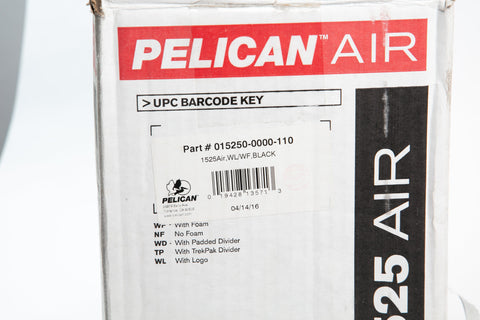 PELICAN™ AIR
> UPC BARCODE KEY
Part # 015250-0000-110
1525Air,WL/WF,BLACK
PELICAN™
0 19428 13571 3
04/14/16
WF - With Foam
NF No Foam
WD - With Padded Divider
TP - With TrekPak Divider
WL - With Logo
525 AIR